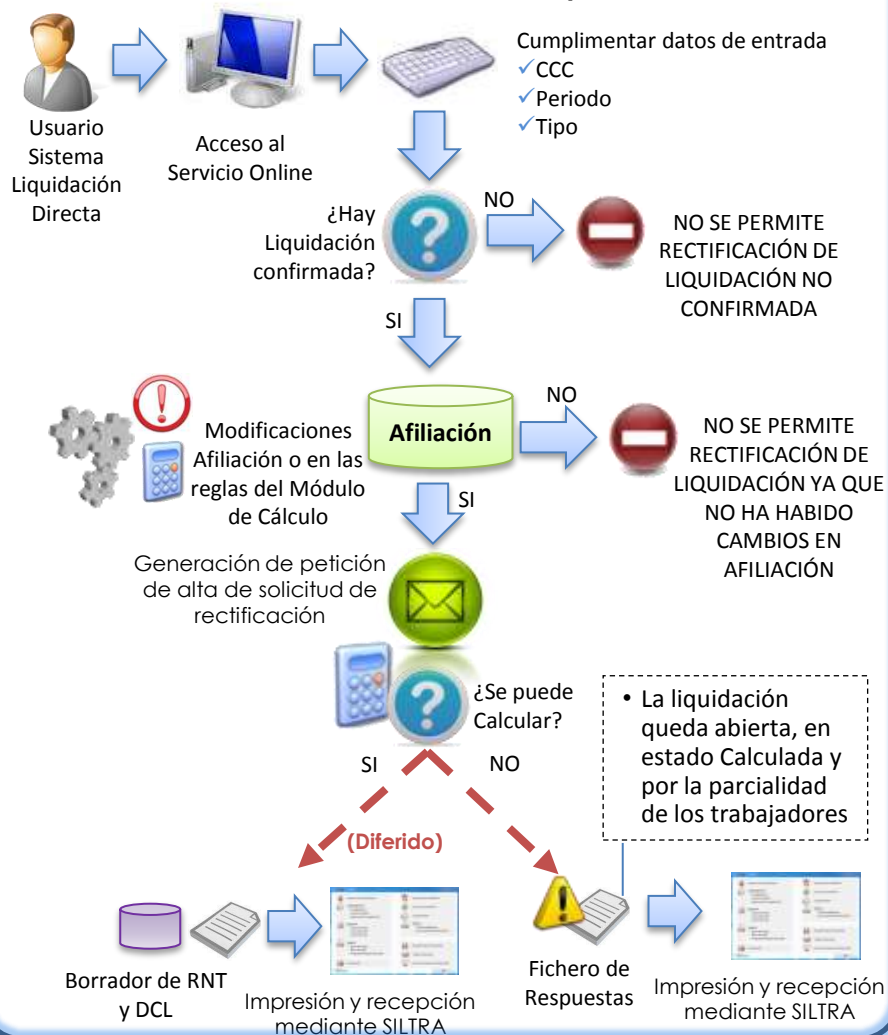 Usuario
Sistema
Liquidación
Directa
Acceso al
Servicio Online
Cumplimentar datos de entrada
✓CCC
✓Periodo
✓Tipo
¿Hay
Liquidación
confirmada?
NO
NO SE PERMITE
RECTIFICACIÓN DE
LIQUIDACIÓN NO
CONFIRMADA
SI
Modificaciones
Afiliación o en las
reglas del Módulo
de Cálculo
Afiliación
NO
NO SE PERMITE
RECTIFICACIÓN DE
LIQUIDACIÓN YA QUE
NO HA HABIDO
CAMBIOS EN
AFILIACIÓN
SI
Generación de petición
de alta de solicitud de
rectificación
¿Se puede
Calcular?
• La liquidación
queda abierta, en
estado Calculada y
por la parcialidad
de los trabajadores
SI
NO
(Diferido)
Borrador de RNT
y DCL
Impresión y recepción
mediante SILTRA
Fichero de
Respuestas
Impresión y recepción
mediante SILTRA